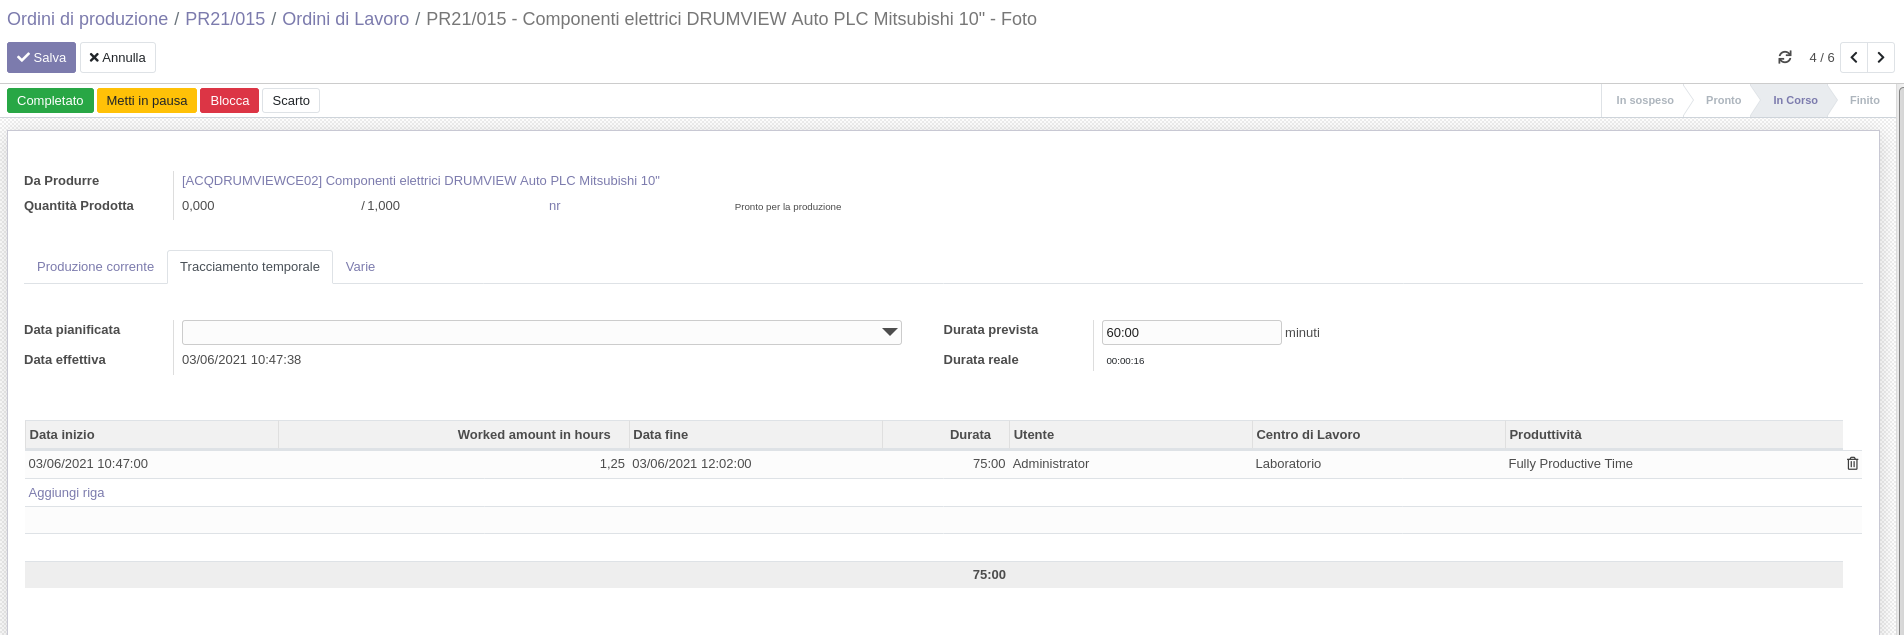 Ordini di produzione / PR21/015 / Ordini di Lavoro / PR21/015 - Componenti elettrici DRUMVIEW Auto PLC Mitsubishi 10" - Foto
Salva Annulla 4 / 6
Completato Metti in pausa Blocca Scarto In sospeso Pronto In Corso Finito
Da Produrre [ACQDRUMVIEWCE02] Componenti elettrici DRUMVIEW Auto PLC Mitsubishi 10"
Quantità Prodotta 0,000 / 1,000 nr Pronto per la produzione
Produzione corrente Tracciamento temporale Varie
Data pianificata Durata prevista 60:00 minuti
Data effettiva 03/06/2021 10:47:38 Durata reale 00:00:16
Data inizio Worked amount in hours Data fine Durata Utente Centro di Lavoro Produttività
03/06/2021 10:47:00 1,25 03/06/2021 12:02:00 75:00 Administrator Laboratorio Fully Productive Time
Aggiungi riga
75:00